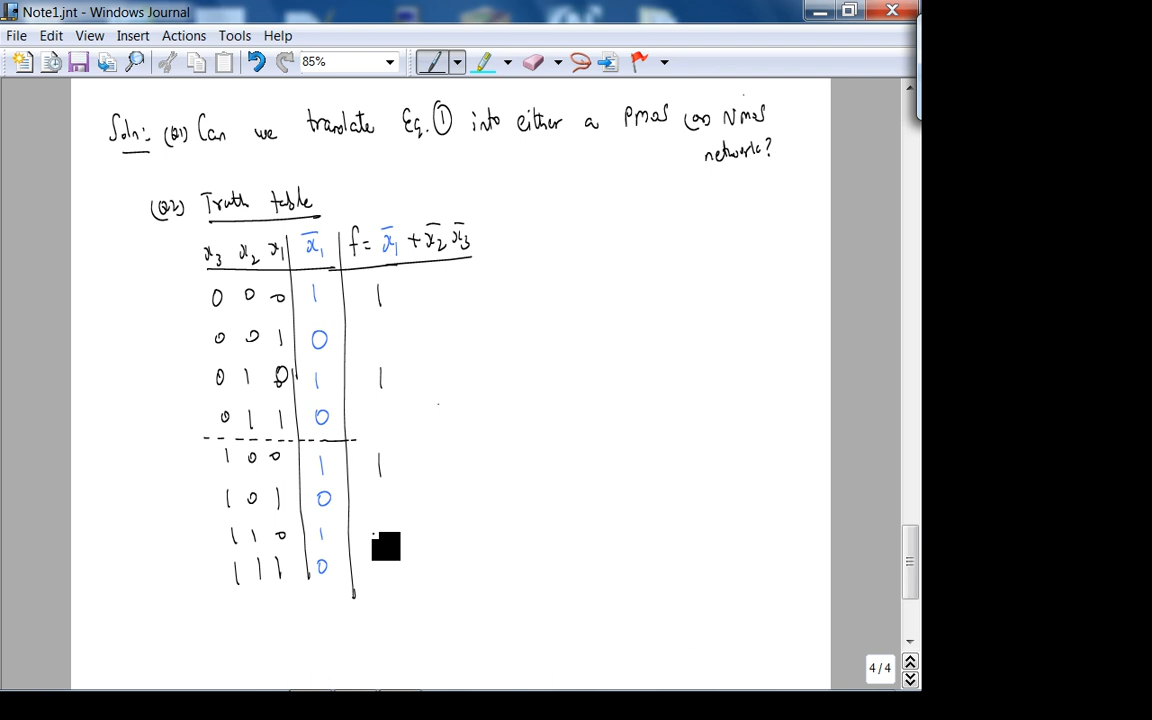 Note1.jnt - Windows Journal
File Edit View Insert Actions Tools Help
85%
Soln:- (Q1) Can we translate Eq.① into either a PMOS (or) NMOS
network?
(Q2) Truth table
x₃ x₂ x₁ | x̄₁ | f = x̄₁ + x̄₂ x̄₃
0 0 0 | 1 | 1
0 0 1 | 0 |
0 1 0 | 1 | 1
0 1 1 | 0 |
1 0 0 | 1 | 1
1 0 1 | 0 |
1 1 0 | 1 |
1 1 1 | 0 |
4 / 4